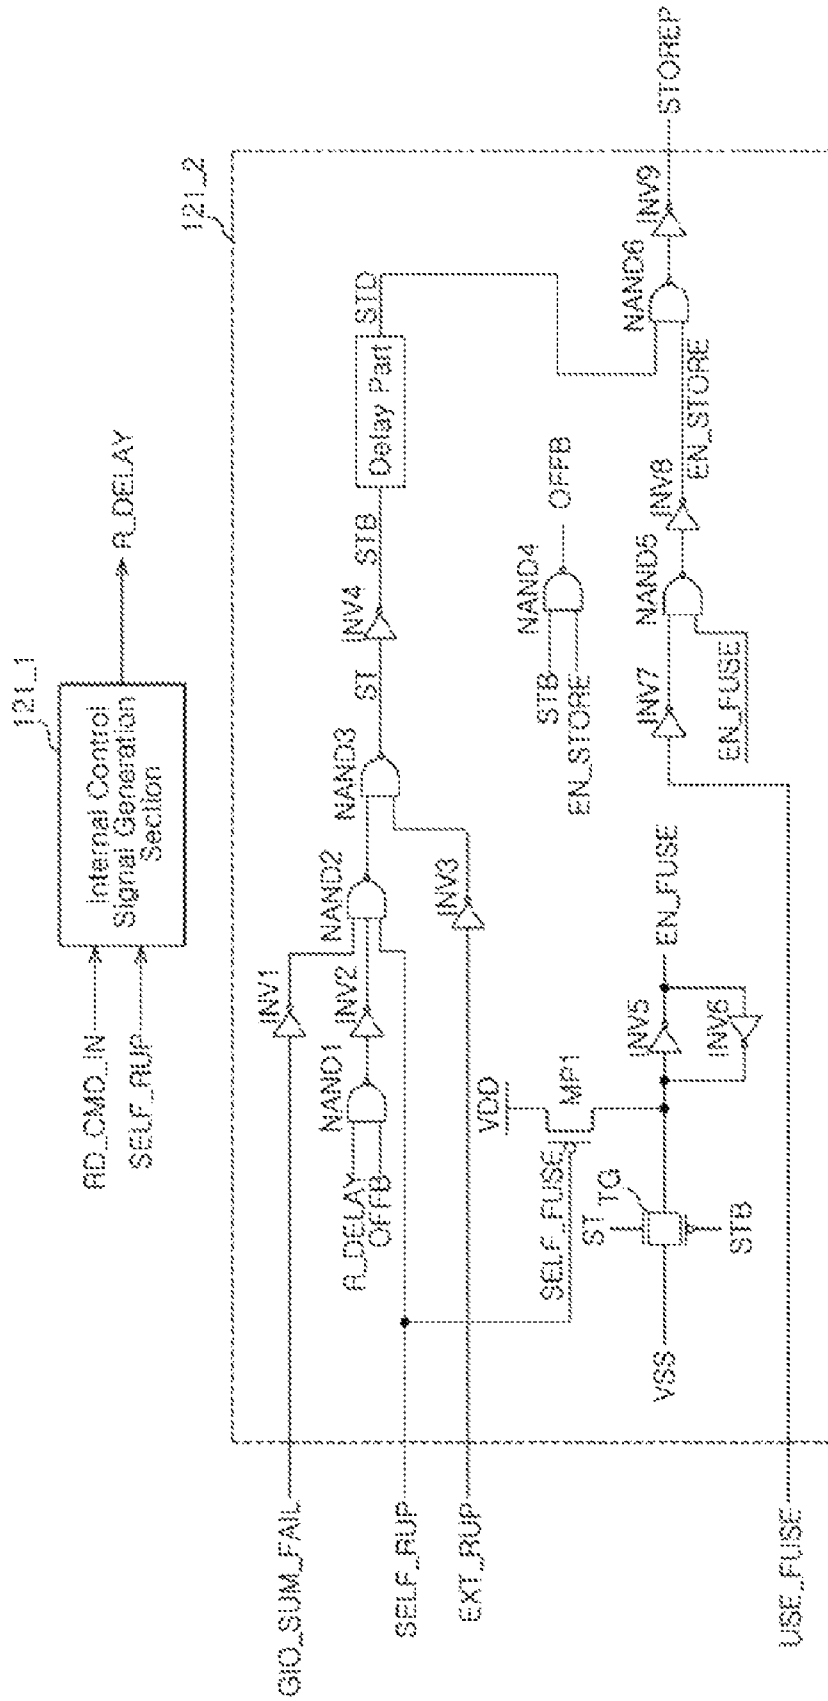 121_1
RD_CMD_IN
SELF_RUP
Internal Control
Signal Generation
Section
R_DELAY
121_2
GIO_SUM_FAIL
INV1
R_DELAY
OFFB
NAND1
INV2
NAND2
NAND3
ST
INV4
STB
Delay Part
STD
SELF_RUP
EXT_RUP
INV3
VDD
SELF_FUSE
MP1
STB
EN_STORE
NAND4
OFFB
VSS
ST
TG
STB
INV5
INV6
EN_FUSE
USE_FUSE
INV7
EN_FUSE
NAND5
INV8
EN_STORE
NAND6
INV9
STOREP